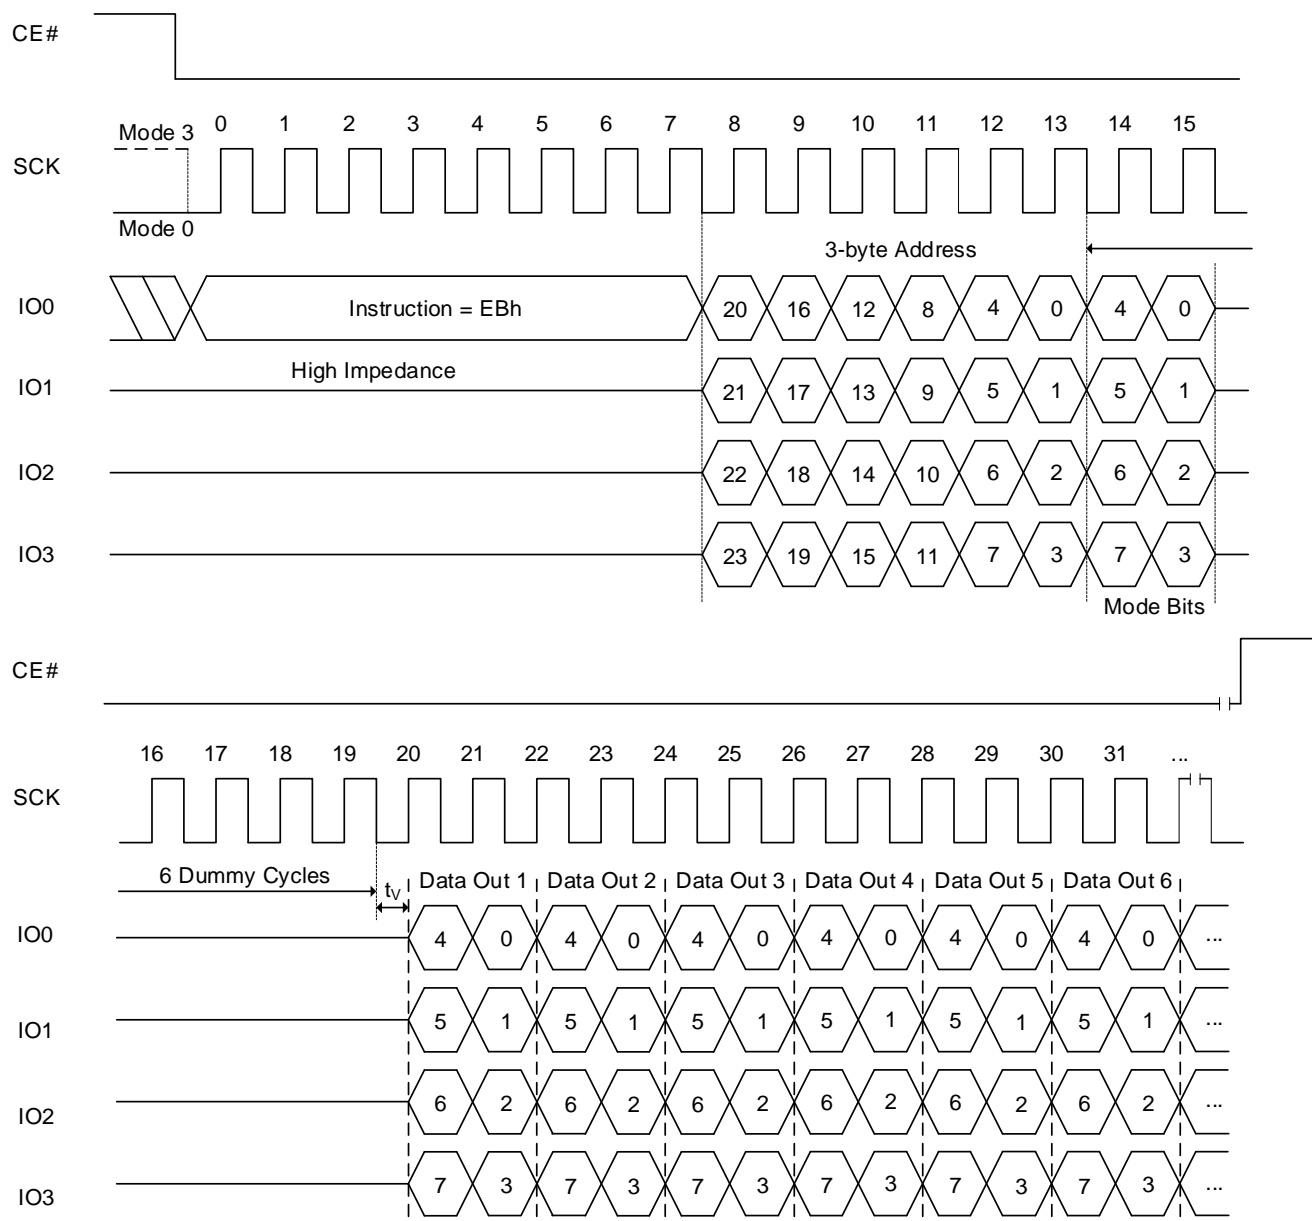 CE#
Mode 3 0 1 2 3 4 5 6 7 8 9 10 11 12 13 14 15
SCK
Mode 0
3-byte Address
IO0 Instruction = EBh 20 16 12 8 4 0 4 0
High Impedance
IO1 21 17 13 9 5 1 5 1
IO2 22 18 14 10 6 2 6 2
IO3 23 19 15 11 7 3 7 3
Mode Bits
CE#
16 17 18 19 20 21 22 23 24 25 26 27 28 29 30 31 ...
SCK
6 Dummy Cycles tV Data Out 1 Data Out 2 Data Out 3 Data Out 4 Data Out 5 Data Out 6
IO0 4 0 4 0 4 0 4 0 4 0 4 0 ...
IO1 5 1 5 1 5 1 5 1 5 1 5 1 ...
IO2 6 2 6 2 6 2 6 2 6 2 6 2 ...
IO3 7 3 7 3 7 3 7 3 7 3 7 3 ...